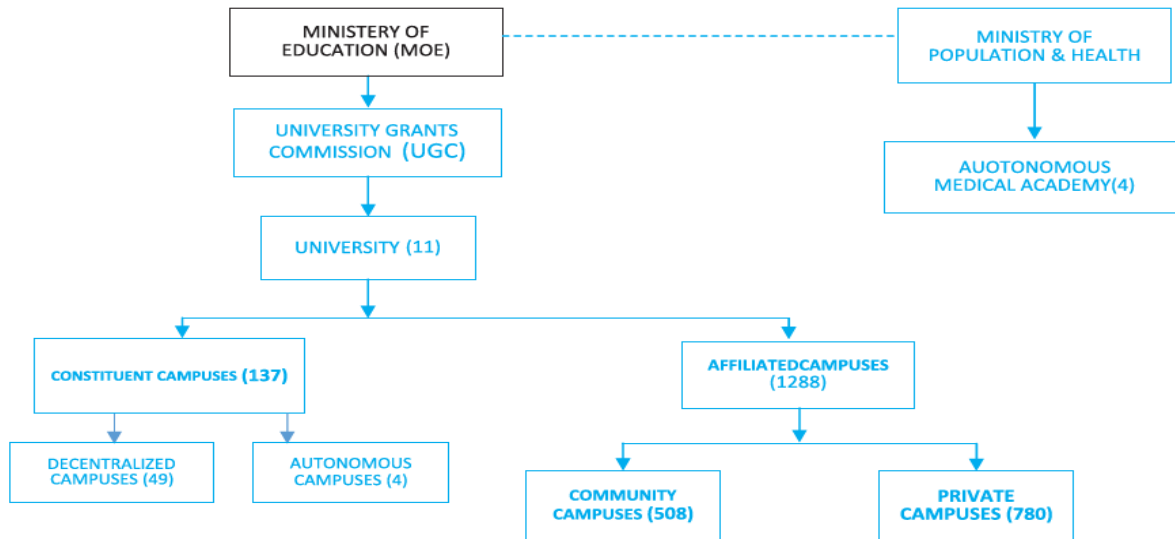 MINISTERY OF
EDUCATION (MOE)
MINISTRY OF
POPULATION & HEALTH
UNIVERSITY GRANTS
COMMISSION (UGC)
AUOTONOMOUS
MEDICAL ACADEMY(4)
UNIVERSITY (11)
CONSTITUENT CAMPUSES (137)
AFFILIATEDCAMPUSES
(1288)
DECENTRALIZED
CAMPUSES (49)
AUTONOMOUS
CAMPUSES (4)
COMMUNITY
CAMPUSES (508)
PRIVATE
CAMPUSES (780)